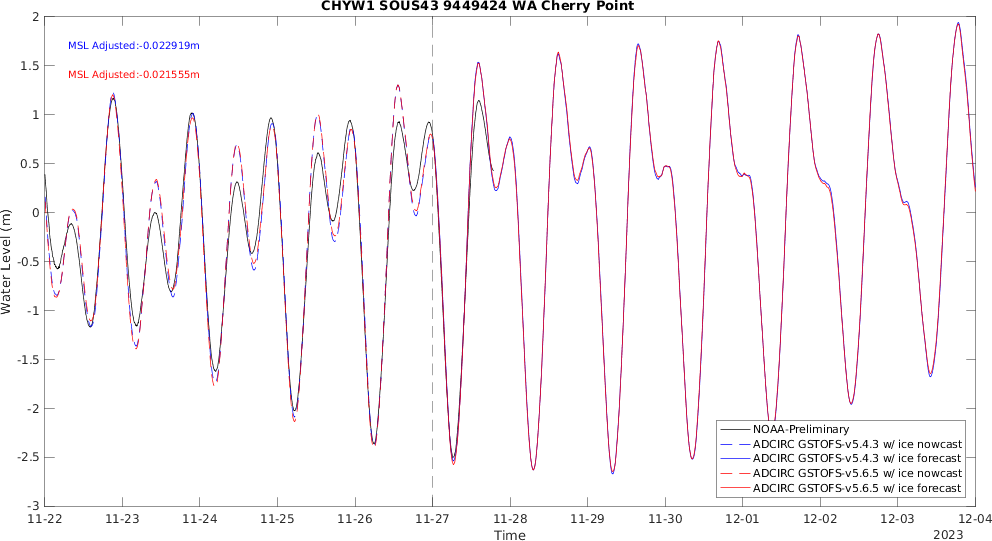 CHYW1 SOUS43 9449424 WA Cherry Point
MSL Adjusted:-0.022919m
MSL Adjusted:-0.021555m
Water Level (m)
2
1.5
1
0.5
0
-0.5
-1
-1.5
-2
-2.5
-3
NOAA-Preliminary
ADCIRC GSTOFS-v5.4.3 w/ ice nowcast
ADCIRC GSTOFS-v5.4.3 w/ ice forecast
ADCIRC GSTOFS-v5.6.5 w/ ice nowcast
ADCIRC GSTOFS-v5.6.5 w/ ice forecast
11-22 11-23 11-24 11-25 11-26 11-27 11-28 11-29 11-30 12-01 12-02 12-03 12-04
Time
2023